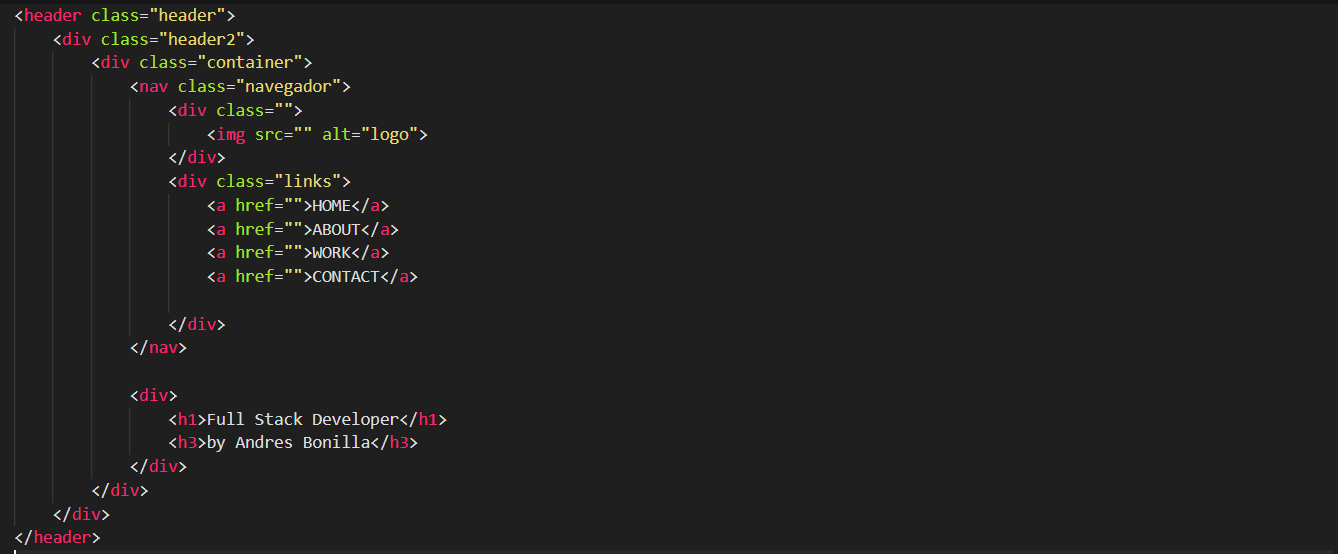 <header class="header">
    <div class="header2">
        <div class="container">
            <nav class="navegador">
                <div class="">
                    <img src="" alt="logo">
                </div>
                <div class="links">
                    <a href="">HOME</a>
                    <a href="">ABOUT</a>
                    <a href="">WORK</a>
                    <a href="">CONTACT</a>

                </div>
            </nav>

            <div>
                <h1>Full Stack Developer</h1>
                <h3>by Andres Bonilla</h3>
            </div>
        </div>
    </div>
</header>